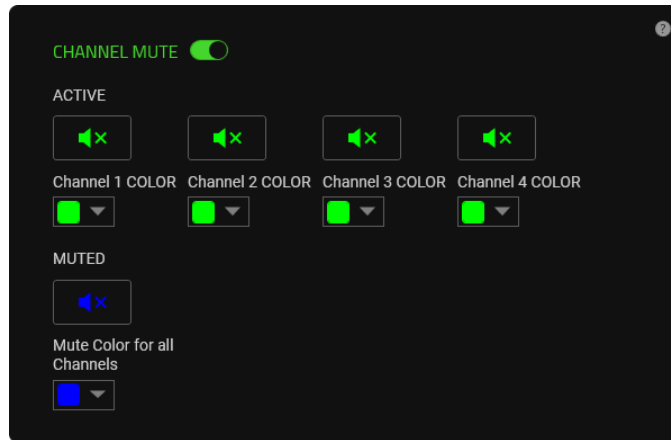 ?
CHANNEL MUTE
ACTIVE
Channel 1 COLOR Channel 2 COLOR Channel 3 COLOR Channel 4 COLOR
MUTED
Mute Color for all
Channels